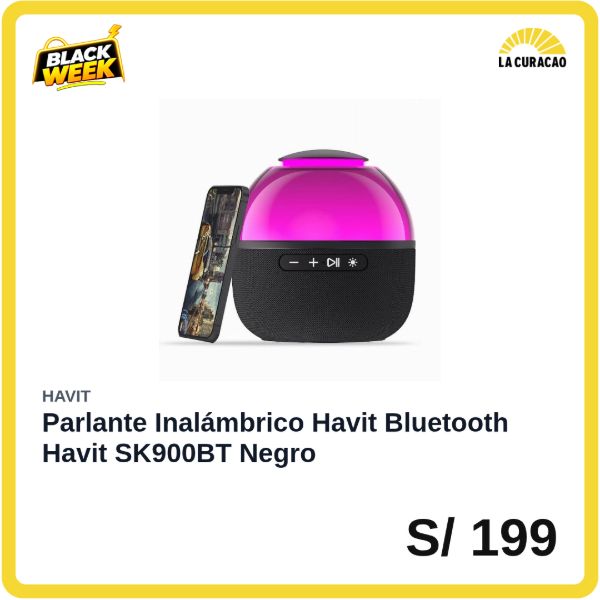 BLACK
WEEK
LA CURACAO
HAVIT
Parlante Inalámbrico Havit Bluetooth
Havit SK900BT Negro
S/ 199